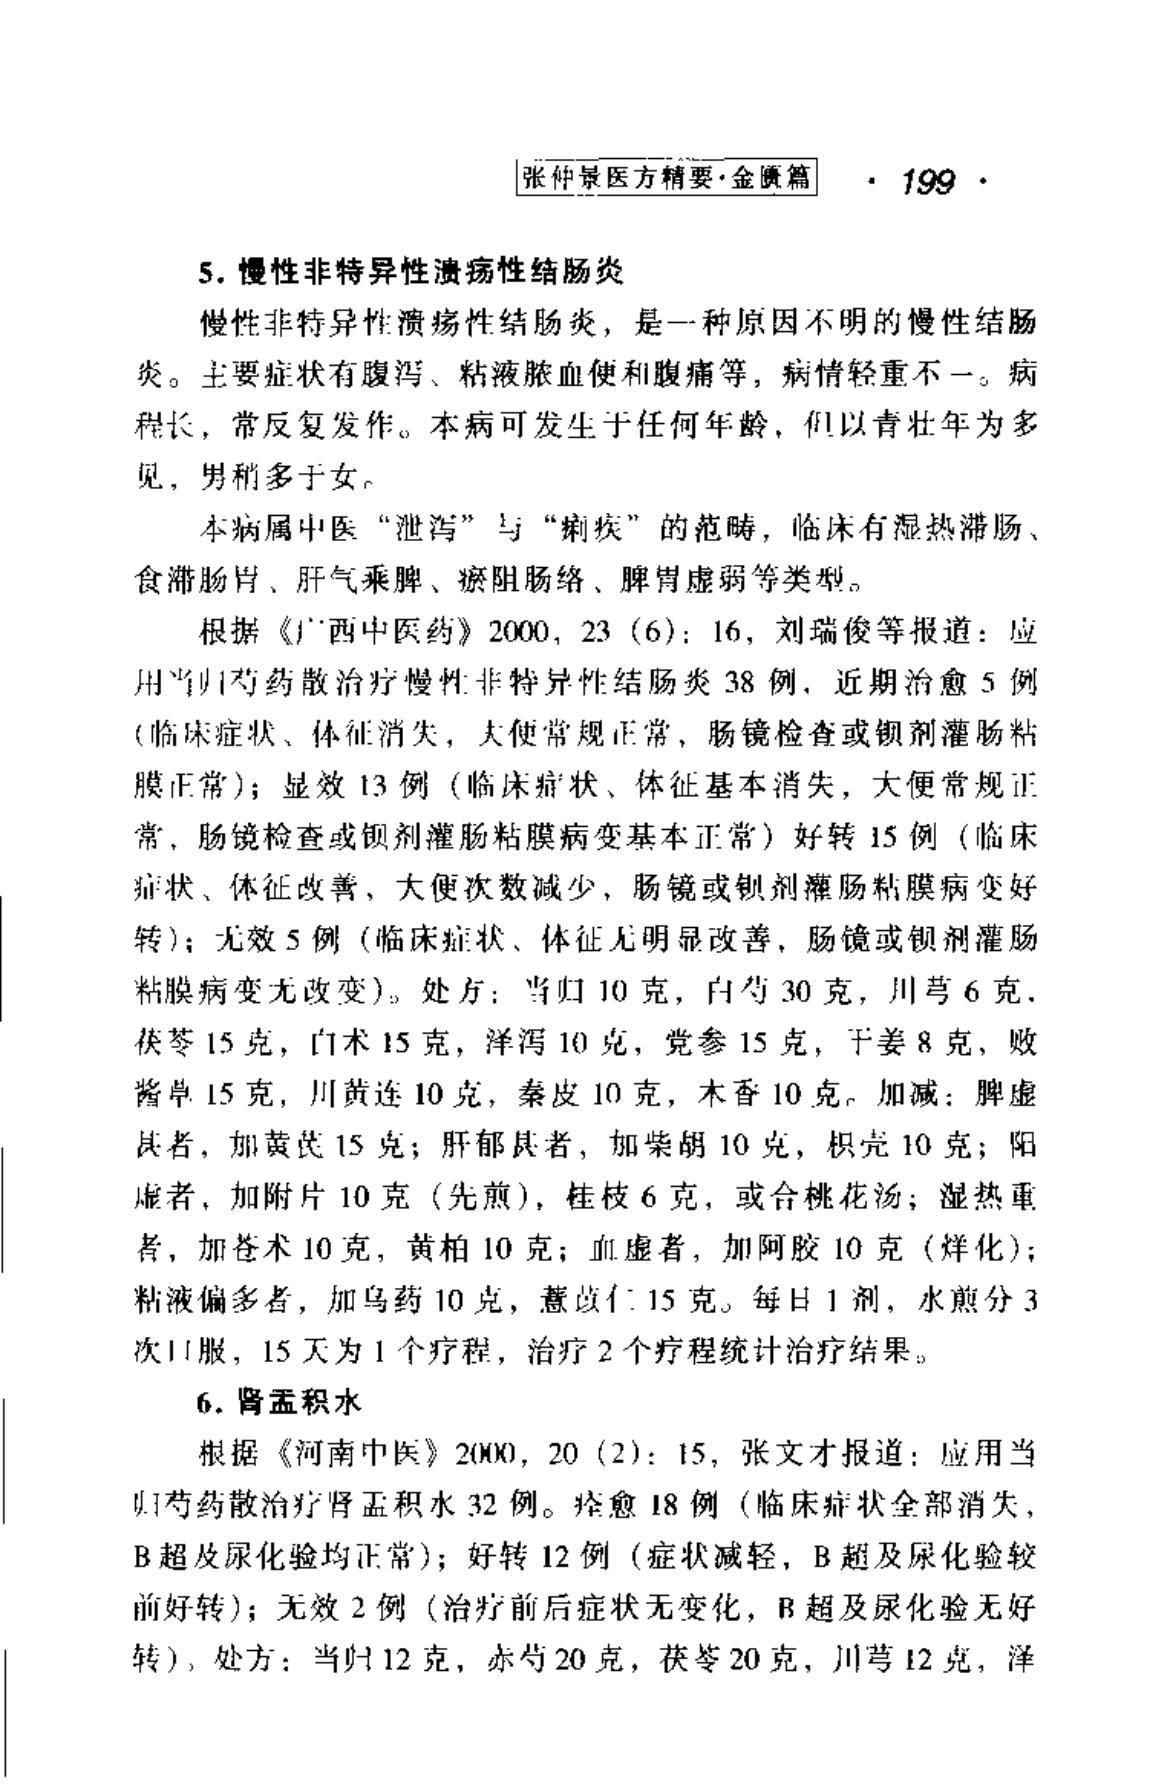 张仲景医方精要·金匮篇 · 199 ·
5. 慢性非特异性溃疡性结肠炎
慢性非特异性溃疡性结肠炎，是一种原因不明的慢性结肠
炎。主要症状有腹泻、粘液脓血便和腹痛等，病情轻重不一。病
程长，常反复发作。本病可发生于任何年龄，但以青壮年为多
见，男稍多于女。
本病属中医“泄泻”与“痢疾”的范畴，临床有湿热滞肠、
食滞肠胃、肝气乘脾、瘀阻肠络、脾胃虚弱等类型。
根据《广西中医药》2000，23（6）：16，刘瑞俊等报道：应
用当归芍药散治疗慢性非特异性结肠炎 38 例，近期治愈 5 例
（临床症状、体征消失，大便常规正常，肠镜检查或钡剂灌肠粘
膜正常）；显效 13 例（临床症状、体征基本消失，大便常规正
常，肠镜检查或钡剂灌肠粘膜病变基本正常）好转 15 例（临床
症状、体征改善，大便次数减少，肠镜或钡剂灌肠粘膜病变好
转）；无效 5 例（临床症状、体征无明显改善，肠镜或钡剂灌肠
粘膜病变无改变）。处方：当归 10 克，白芍 30 克，川芎 6 克，
茯苓 15 克，白术 15 克，泽泻 10 克，党参 15 克，干姜 8 克，败
酱草 15 克，川黄连 10 克，秦皮 10 克，木香 10 克。加减：脾虚
甚者，加黄芪 15 克；肝郁甚者，加柴胡 10 克，枳壳 10 克；阳
虚者，加附片 10 克（先煎），桂枝 6 克，或合桃花汤；湿热重
者，加苍术 10 克，黄柏 10 克；血虚者，加阿胶 10 克（烊化）；
粘液偏多者，加乌药 10 克，薏苡仁 15 克。每日 1 剂，水煎分 3
次口服，15 天为 1 个疗程，治疗 2 个疗程统计治疗结果。
6. 肾盂积水
根据《河南中医》2000，20（2）：15，张文才报道：应用当
归芍药散治疗肾盂积水 32 例。痊愈 18 例（临床症状全部消失，
B 超及尿化验均正常）；好转 12 例（症状减轻，B 超及尿化验较
前好转）；无效 2 例（治疗前后症状无变化，B 超及尿化验无好
转）。处方：当归 12 克，赤芍 20 克，茯苓 20 克，川芎 12 克，泽